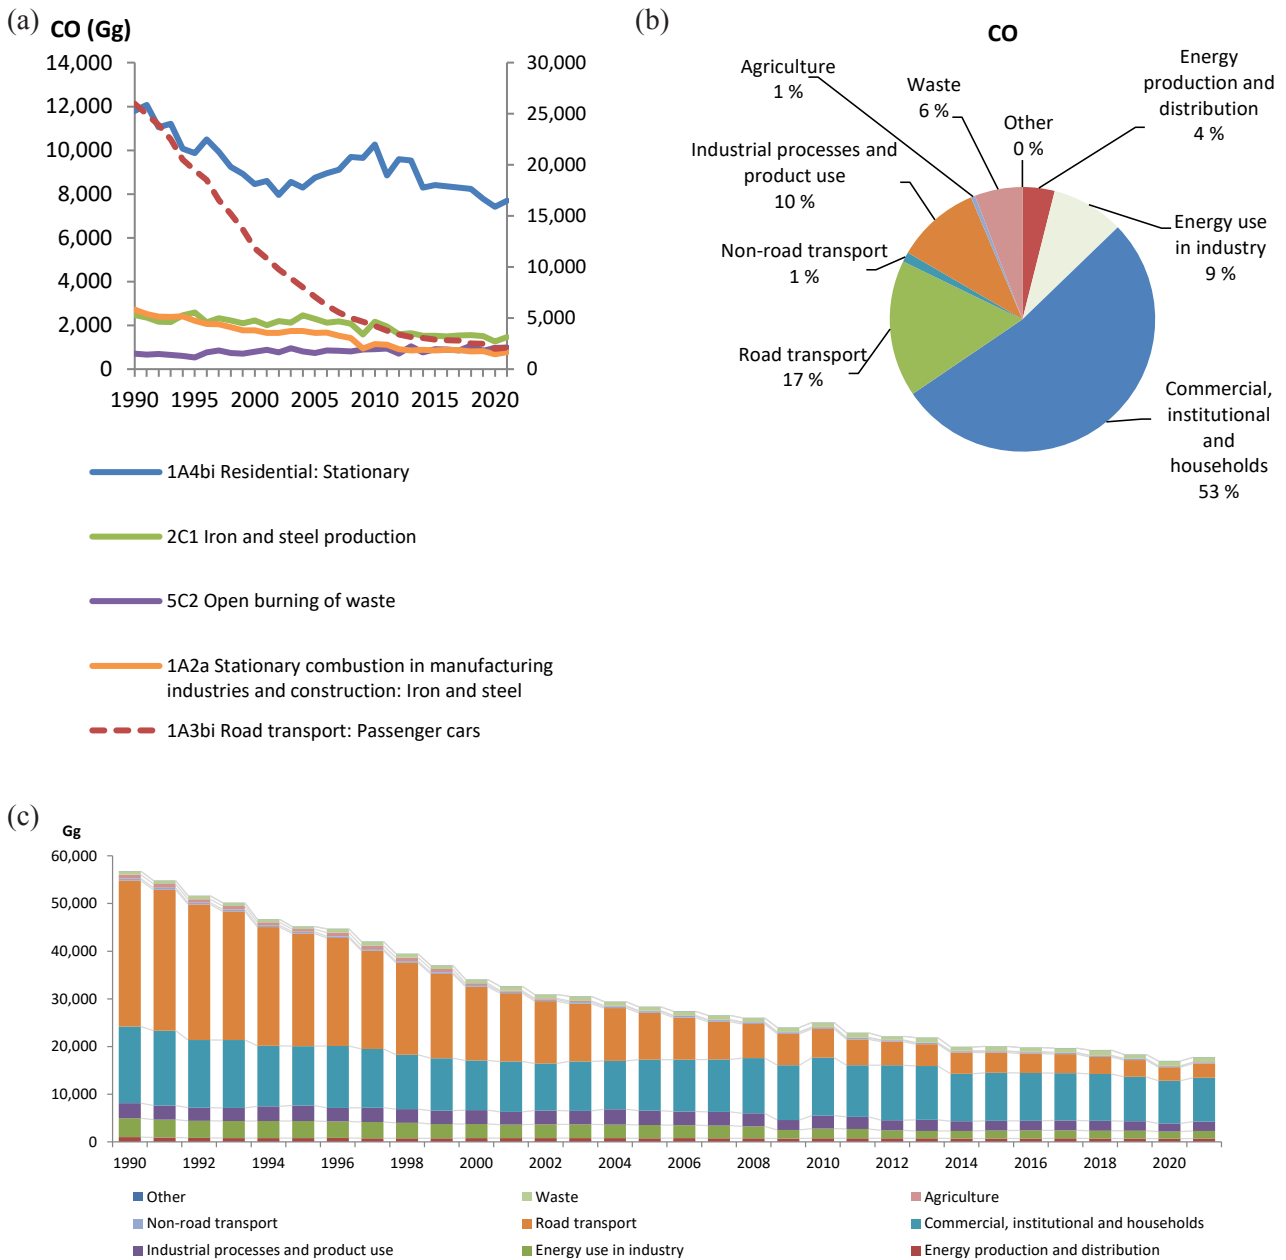 (a)
CO (Gg)
14,000
12,000
10,000
8,000
6,000
4,000
2,000
0
30,000
25,000
20,000
15,000
10,000
5,000
0
1990 1995 2000 2005 2010 2015 2020
1A4bi Residential: Stationary
2C1 Iron and steel production
5C2 Open burning of waste
1A2a Stationary combustion in manufacturing
industries and construction: Iron and steel
1A3bi Road transport: Passenger cars
(b)
CO
Agriculture
1 %
Waste
6 %
Other
0 %
Energy
production and
distribution
4 %
Industrial processes and
product use
10 %
Energy use
in industry
9 %
Non-road transport
1 %
Road transport
17 %
Commercial,
institutional
and
households
53 %
(c)
Gg
60,000
50,000
40,000
30,000
20,000
10,000
0
1990 1992 1994 1996 1998 2000 2002 2004 2006 2008 2010 2012 2014 2016 2018 2020
Other Waste Agriculture
Non-road transport Road transport Commercial, institutional and households
Industrial processes and product use Energy use in industry Energy production and distribution